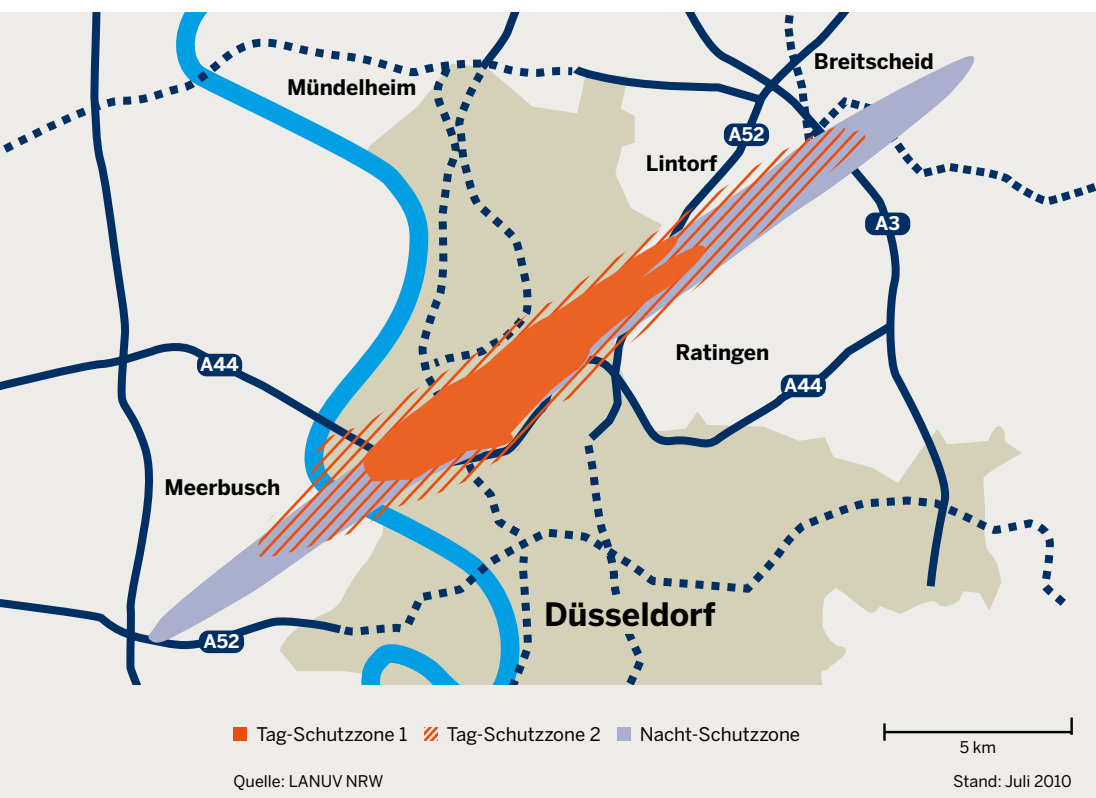 Breitscheid
Mündelheim
A52
Lintorf
A3
Ratingen
A44
A44
Meerbusch
Düsseldorf
A52
Tag-Schutzzone 1 Tag-Schutzzone 2 Nacht-Schutzzone
5 km
Quelle: LANUV NRW
Stand: Juli 2010